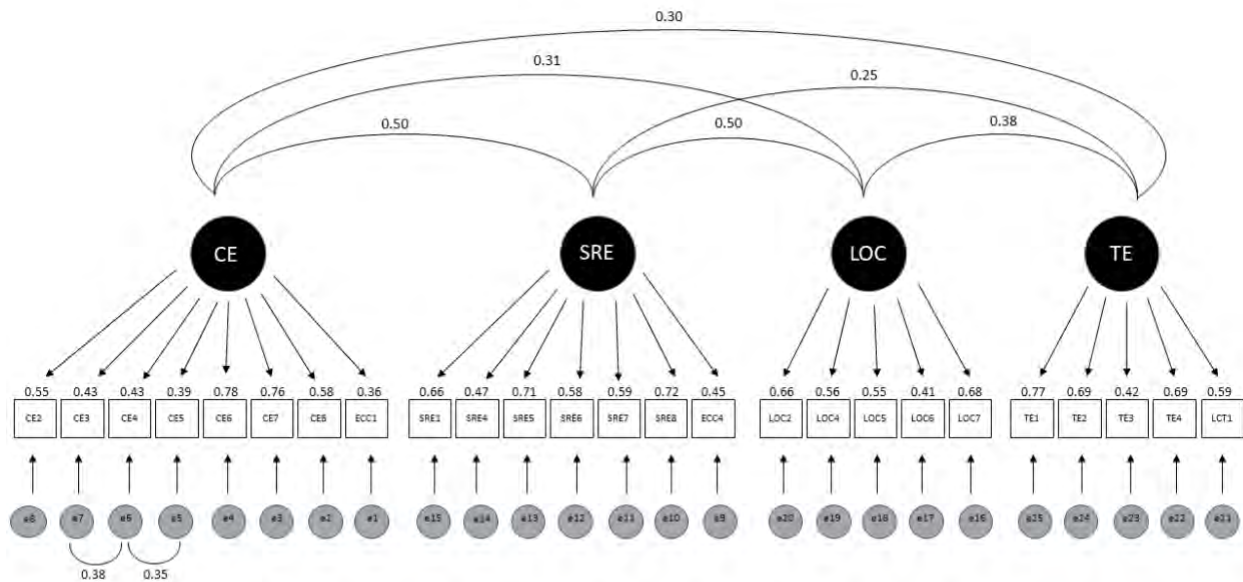 0.30
0.31
0.25
0.50
0.50
0.38
CE
SRE
LOC
TE
0.55 0.43 0.43 0.39 0.78 0.76 0.58 0.36 0.66 0.47 0.71 0.58 0.59 0.72 0.45 0.66 0.56 0.55 0.41 0.68 0.77 0.69 0.42 0.69 0.59
CE2 CE3 CE4 CE5 CE6 CE7 CE8 ECC1 SRE1 SRE4 SRE5 SRE6 SRE7 SRE8 ECC4 LOC2 LOC4 LOC5 LOC6 LOC7 TE1 TE2 TE3 TE4 LCT1
e8 e7 e6 e5 e4 e3 e2 e1 e15 e14 e13 e12 e11 e10 e9 e20 e19 e18 e17 e16 e25 e24 e23 e22 e21
0.38 0.35